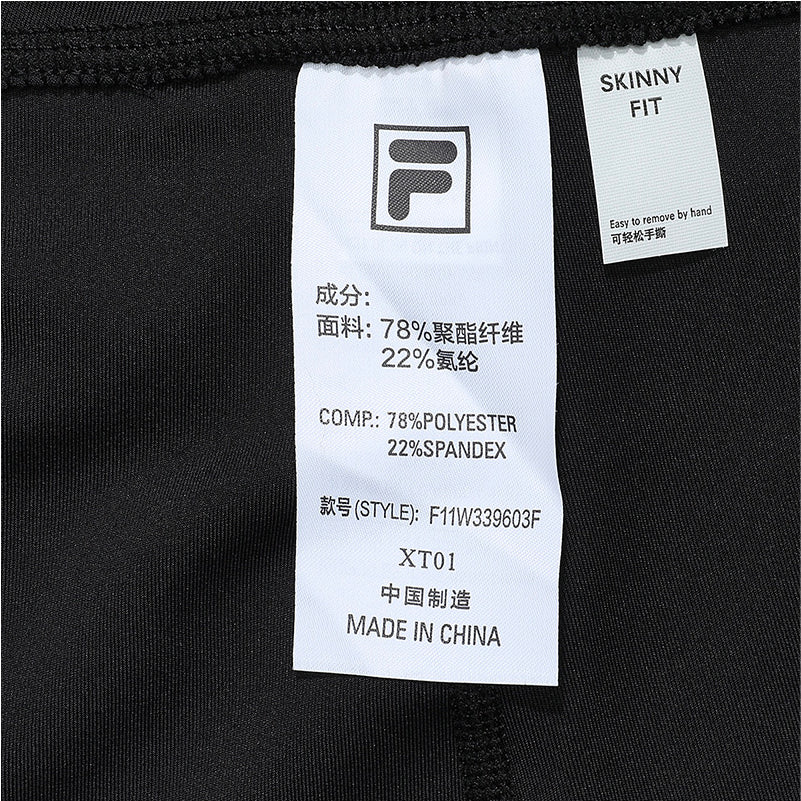 F
成分:
面料: 78%聚酯纤维
22%氨纶
COMP.: 78%POLYESTER
22%SPANDEX
款号(STYLE): F11W339603F
XT01
中国制造
MADE IN CHINA
SKINNY
FIT
Easy to remove by hand
可轻松手撕